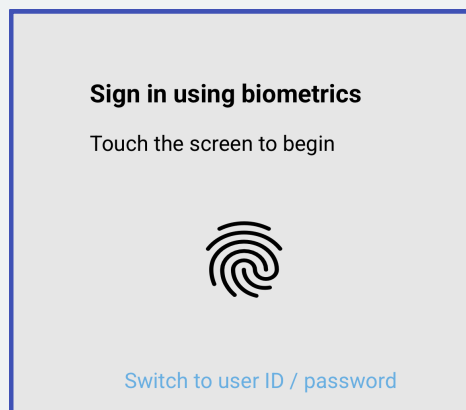 Sign in using biometrics
Touch the screen to begin
Switch to user ID / password